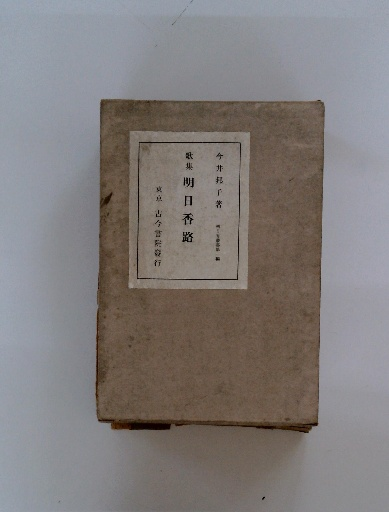 今井邦子著
歌集 明日香路
東京 古今書院發行